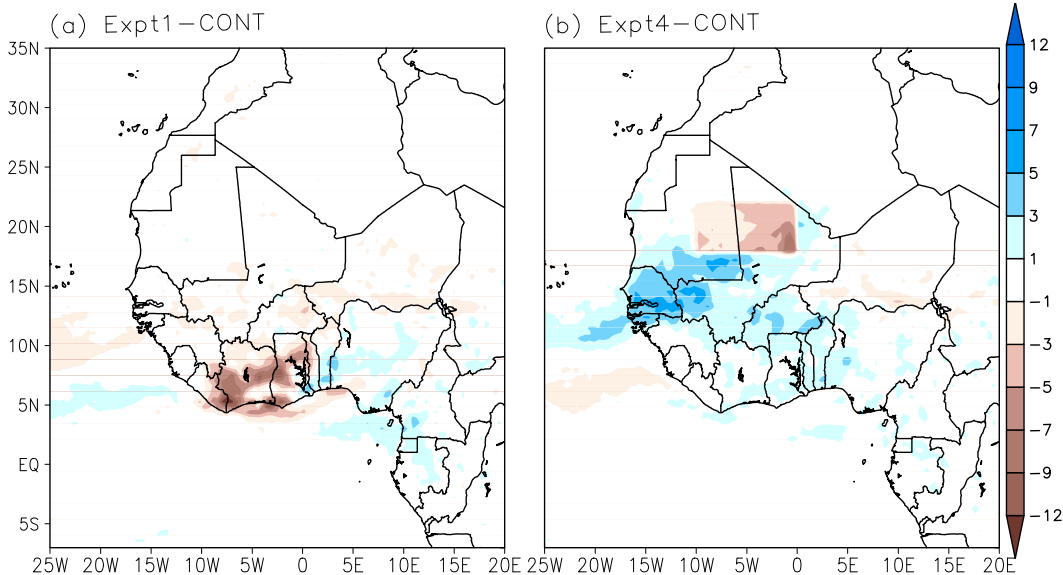 (a) Expt1−CONT
(b) Expt4−CONT
35N
30N
25N
20N
15N
10N
5N
EQ
5S
25W 20W 15W 10W 5W 0 5E 10E 15E 20E
25W 20W 15W 10W 5W 0 5E 10E 15E 20E
12
9
7
5
3
1
−1
−3
−5
−7
−9
−12